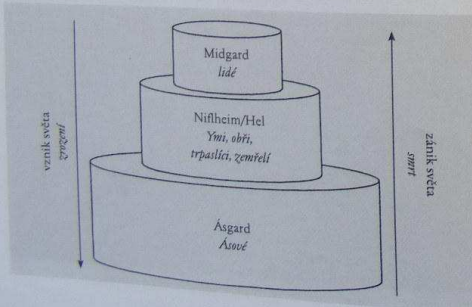 Midgard
lidé
Niflheim/Hel
Ymi, obři,
trpaslíci, zemřelí
Ásgard
Ásové
vznik světa
zrození
zánik světa
smrt